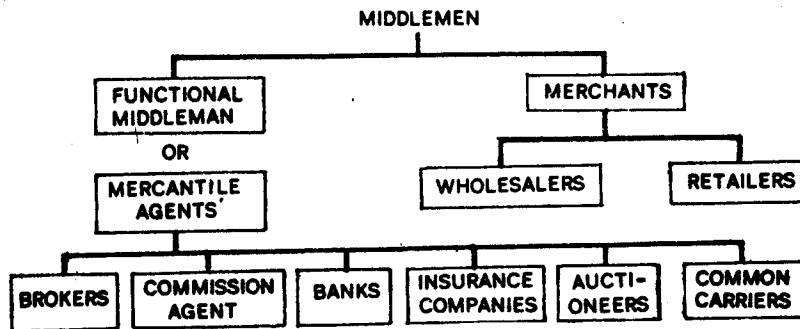 MIDDLEMEN
FUNCTIONAL
MIDDLEMAN
MERCHANTS
OR
MERCANTILE
AGENTS'
WHOLESALERS
RETAILERS
BROKERS
COMMISSION
AGENT
BANKS
INSURANCE
COMPANIES
AUCTI-
ONEERS
COMMON
CARRIERS